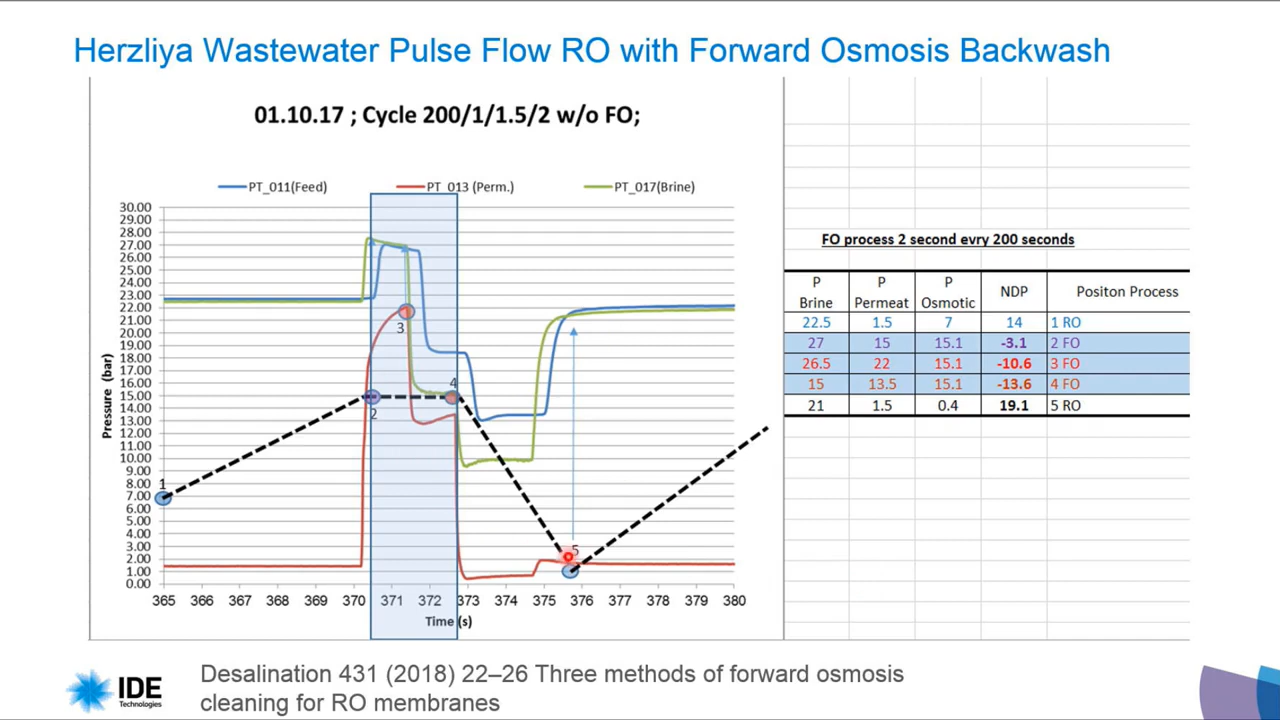 Herzliya Wastewater Pulse Flow RO with Forward Osmosis Backwash
01.10.17 ; Cycle 200/1/1.5/2 w/o FO;
PT_011(Feed) PT_013 (Perm.) PT_017(Brine)
30.00
29.00
28.00
27.00
26.00
25.00
24.00
23.00
22.00
21.00
20.00
19.00
18.00
17.00
16.00
15.00
14.00
13.00
12.00
11.00
10.00
9.00
8.00
7.00
6.00
5.00
4.00
3.00
2.00
1.00
0.00
Pressure (bar)
1
2
3
4
5
365 366 367 368 369 370 371 372 373 374 375 376 377 378 379 380
Time (s)
FO process 2 second evry 200 seconds
P Brine P Permeat P Osmotic NDP Positon Process
22.5 1.5 7 14 1 RO
27 15 15.1 -3.1 2 FO
26.5 22 15.1 -10.6 3 FO
15 13.5 15.1 -13.6 4 FO
21 1.5 0.4 19.1 5 RO
IDE
Technologies
Desalination 431 (2018) 22–26 Three methods of forward osmosis
cleaning for RO membranes